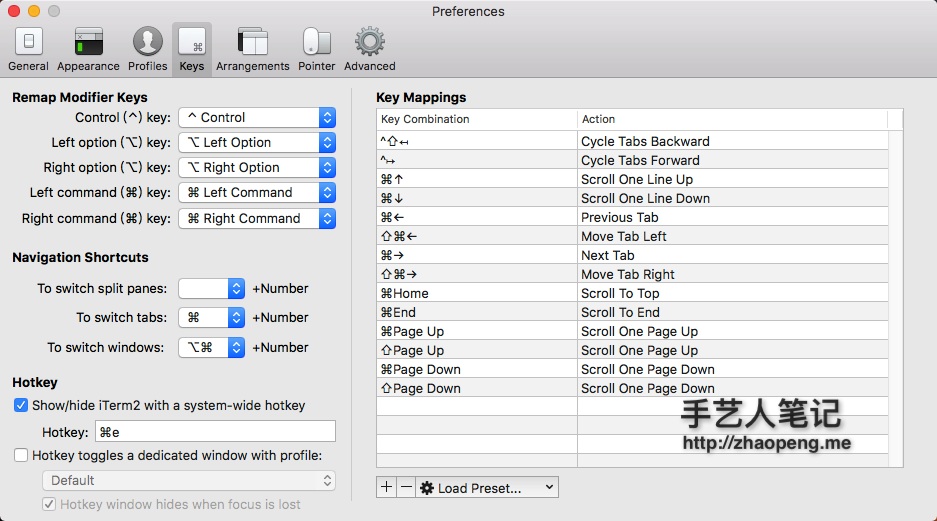 Preferences
General Appearance Profiles Keys Arrangements Pointer Advanced
Remap Modifier Keys
Control (^) key: ^ Control
Left option (⌥) key: ⌥ Left Option
Right option (⌥) key: ⌥ Right Option
Left command (⌘) key: ⌘ Left Command
Right command (⌘) key: ⌘ Right Command
Navigation Shortcuts
To switch split panes: +Number
To switch tabs: ⌘ +Number
To switch windows: ⌥⌘ +Number
Hotkey
Show/hide iTerm2 with a system-wide hotkey
Hotkey: ⌘e
Hotkey toggles a dedicated window with profile:
Default
Hotkey window hides when focus is lost
Key Mappings
Key Combination Action
^⇧↤ Cycle Tabs Backward
^↦ Cycle Tabs Forward
⌘↑ Scroll One Line Up
⌘↓ Scroll One Line Down
⌘← Previous Tab
⇧⌘← Move Tab Left
⌘→ Next Tab
⇧⌘→ Move Tab Right
⌘Home Scroll To Top
⌘End Scroll To End
⌘Page Up Scroll One Page Up
⇧Page Up Scroll One Page Up
⌘Page Down Scroll One Page Down
⇧Page Down Scroll One Page Down
手艺人笔记
http://zhaopeng.me
+ − Load Preset...